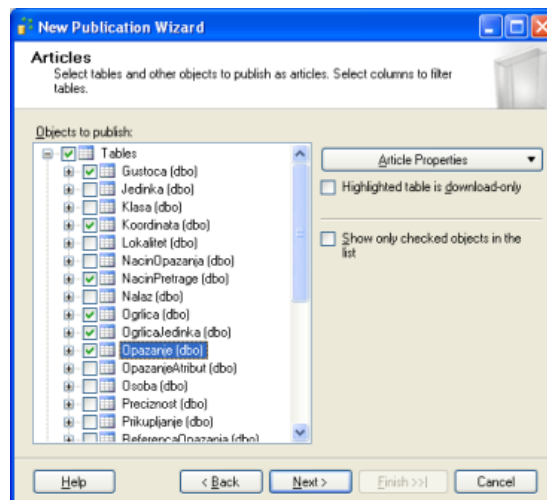 New Publication Wizard
Articles
Select tables and other objects to publish as articles. Select columns to filter
tables.
Objects to publish:
Tables
Gustoca (dbo)
Jedinka (dbo)
Klasa (dbo)
Koordinata (dbo)
Lokalitet (dbo)
NacinOpazanja (dbo)
NacinPretrage (dbo)
Nalaz (dbo)
Ogrlica (dbo)
OgrlicaJedinka (dbo)
Opazanje (dbo)
OpazanjeAtribut (dbo)
Osoba (dbo)
Preciznost (dbo)
Prikupljanje (dbo)
ReferencaOpazanja (dbo)
Article Properties
Highlighted table is download-only
Show only checked objects in the
list
Help
< Back
Next >
Finish >>|
Cancel